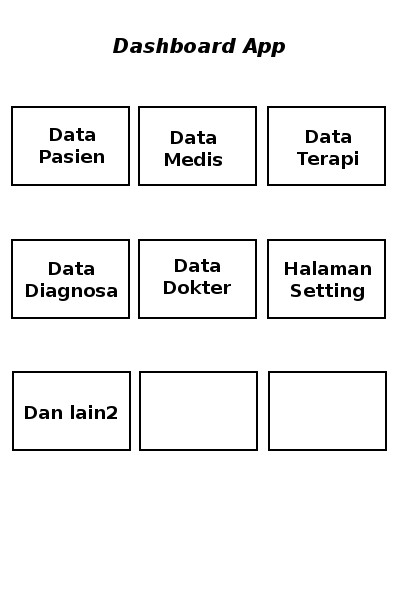 Dashboard App
Data
Pasien
Data
Medis
Data
Terapi
Data
Diagnosa
Data
Dokter
Halaman
Setting
Dan lain2